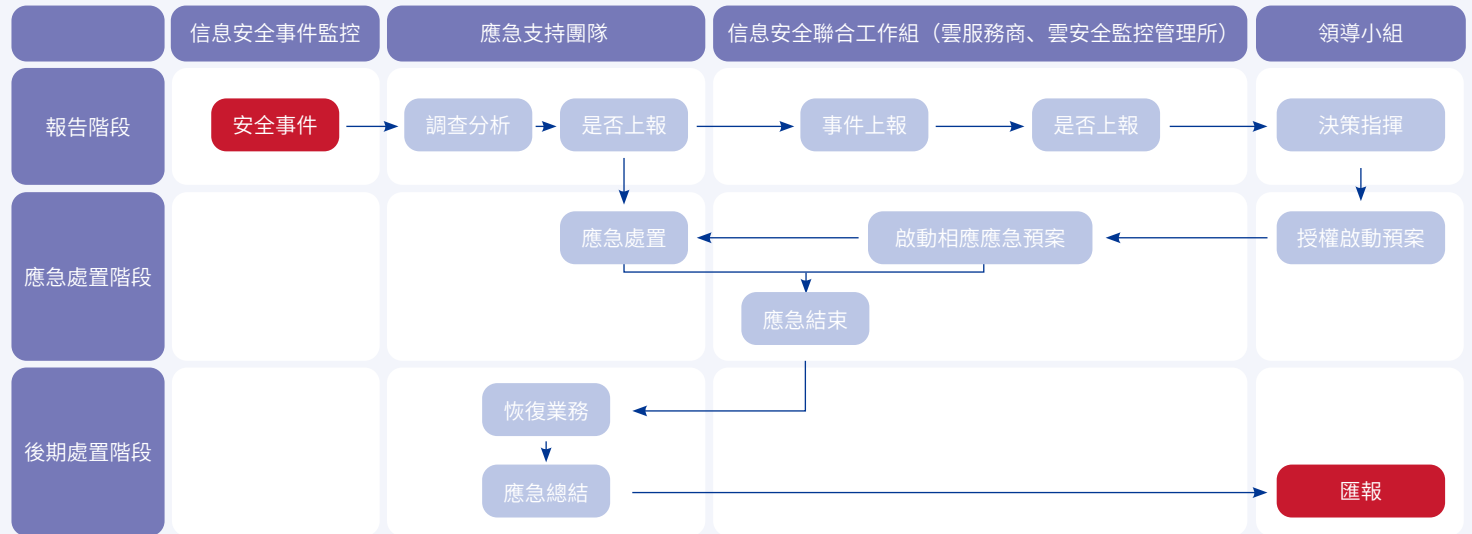 信息安全事件監控
應急支持團隊
信息安全聯合工作組（雲服務商、雲安全監控管理所）
領導小組
報告階段
安全事件
調查分析
是否上報
事件上報
是否上報
決策指揮
應急處置階段
應急處置
啟動相應應急預案
授權啟動預案
應急結束
後期處置階段
恢復業務
應急總結
匯報